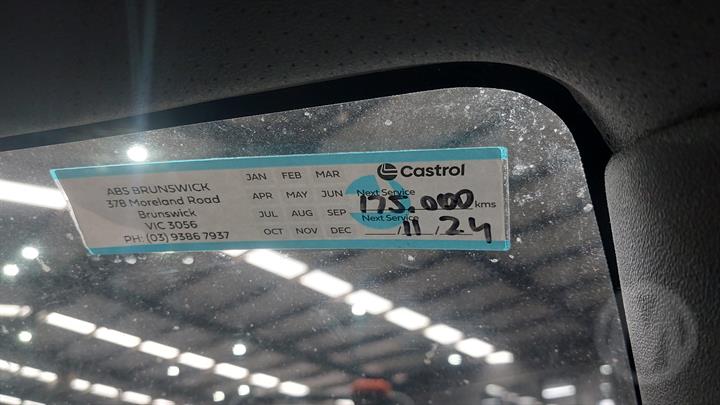 ABS BRUNSWICK
378 Moreland Road
Brunswick
VIC 3056
PH: (03) 9386 7937
JAN FEB MAR
APR MAY JUN
JUL AUG SEP
OCT NOV DEC
Castrol
Next Service
175.000 kms
Next Service
/11/24